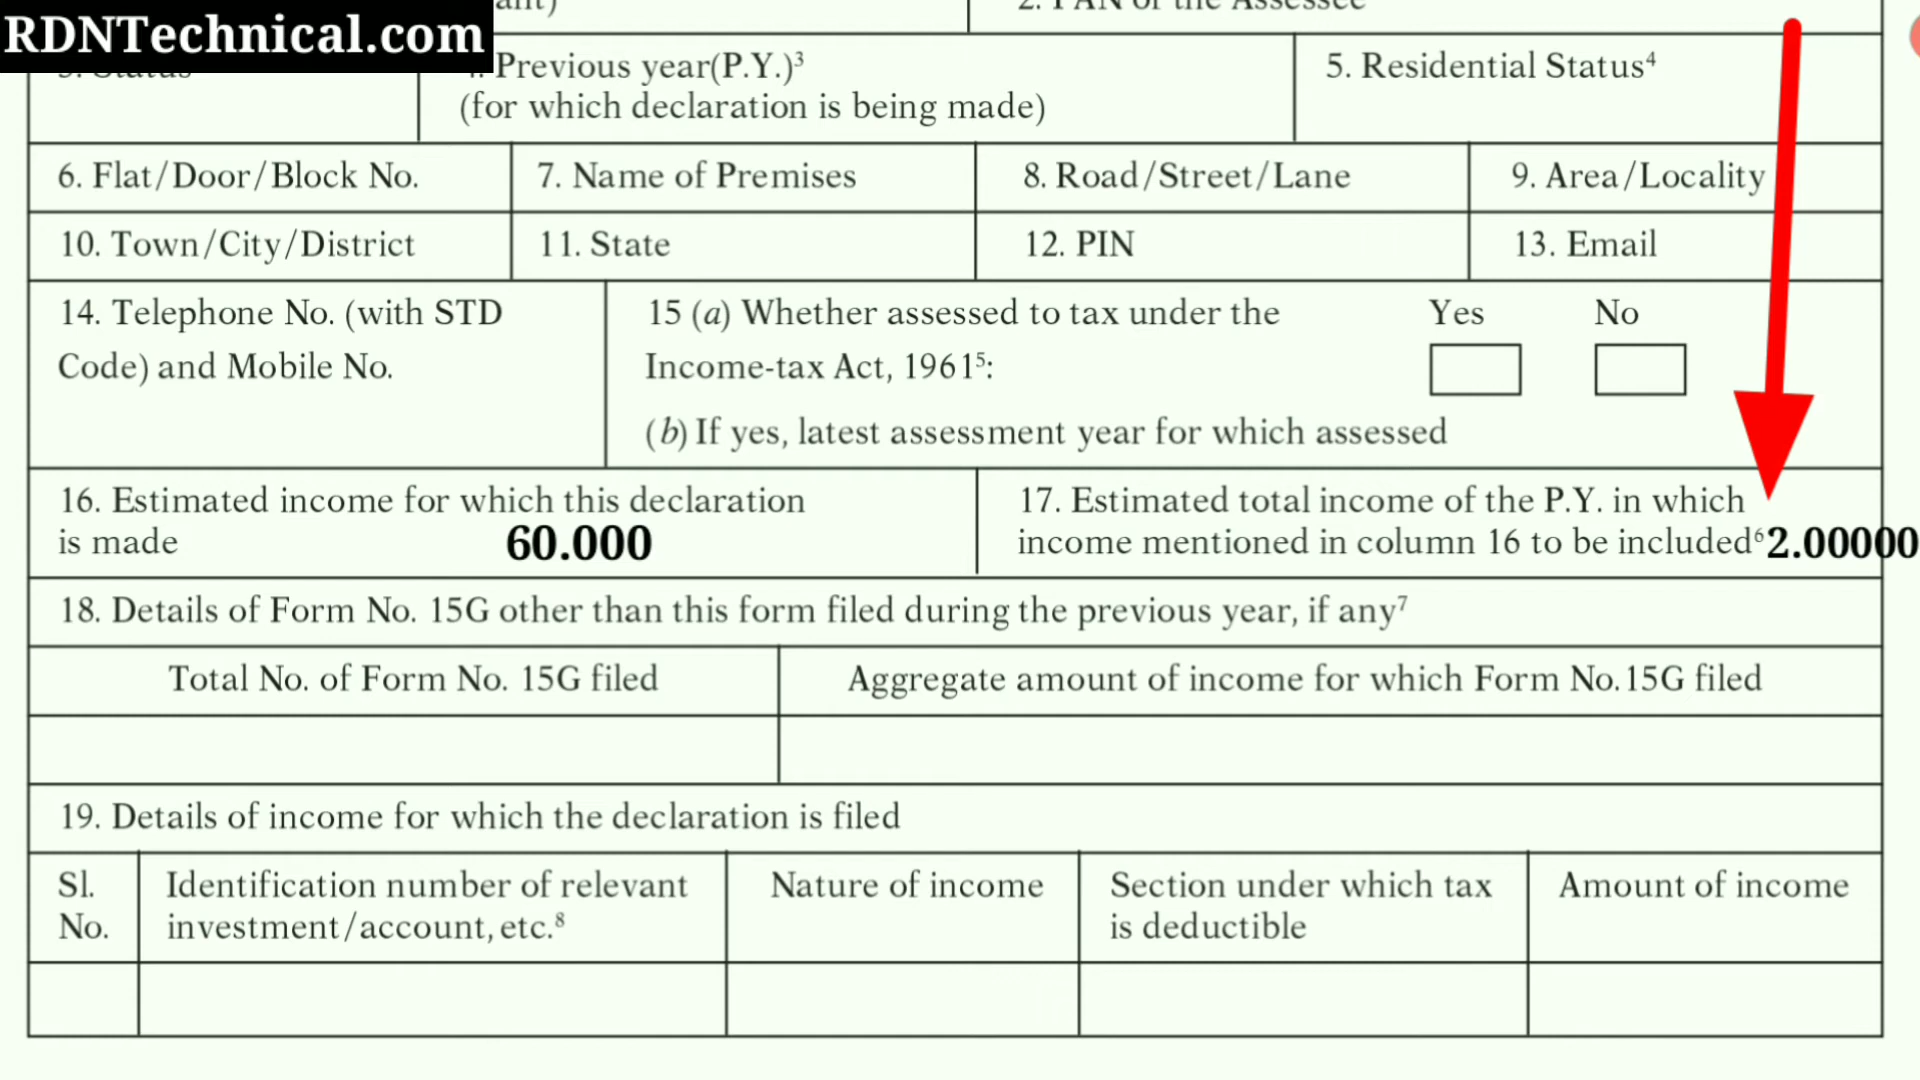 RDNTechnical.com
2. PAN of the Assessee
3. Status
4. Previous year(P.Y.)³
(for which declaration is being made)
5. Residential Status⁴
6. Flat/Door/Block No.
7. Name of Premises
8. Road/Street/Lane
9. Area/Locality
10. Town/City/District
11. State
12. PIN
13. Email
14. Telephone No. (with STD
Code) and Mobile No.
15 (a) Whether assessed to tax under the
Income-tax Act, 1961⁵:
Yes
No
(b) If yes, latest assessment year for which assessed
16. Estimated income for which this declaration
is made
60.000
17. Estimated total income of the P.Y. in which
income mentioned in column 16 to be included⁶
2.00000
18. Details of Form No. 15G other than this form filed during the previous year, if any⁷
Total No. of Form No. 15G filed
Aggregate amount of income for which Form No.15G filed
19. Details of income for which the declaration is filed
Sl.
No.
Identification number of relevant
investment/account, etc.⁸
Nature of income
Section under which tax
is deductible
Amount of income